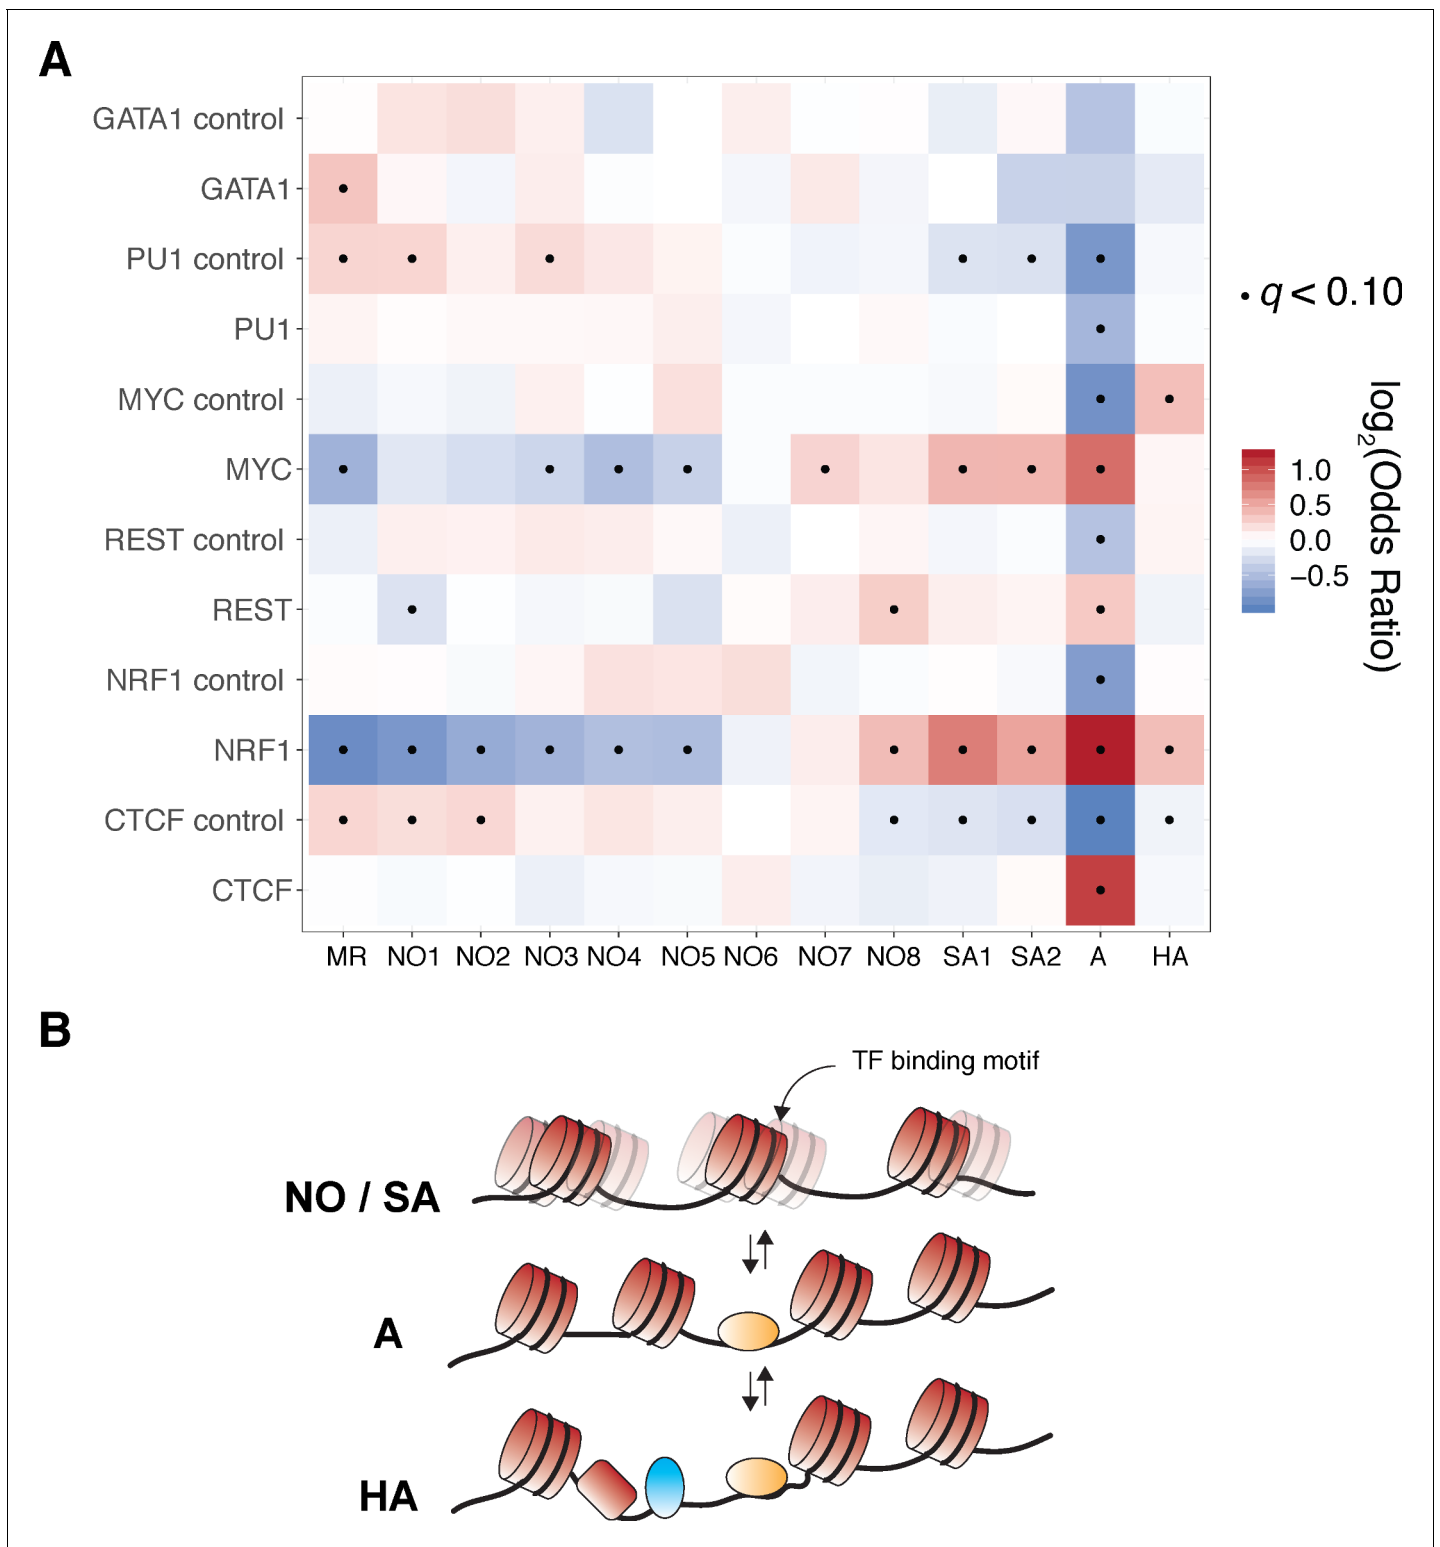 A
GATA1 control
GATA1
PU1 control
PU1
MYC control
MYC
REST control
REST
NRF1 control
NRF1
CTCF control
CTCF
MR NO1 NO2 NO3 NO4 NO5 NO6 NO7 NO8 SA1 SA2 A HA
• q < 0.10
log₂(Odds Ratio)
1.0
0.5
0.0
−0.5
B
TF binding motif
NO / SA
A
HA